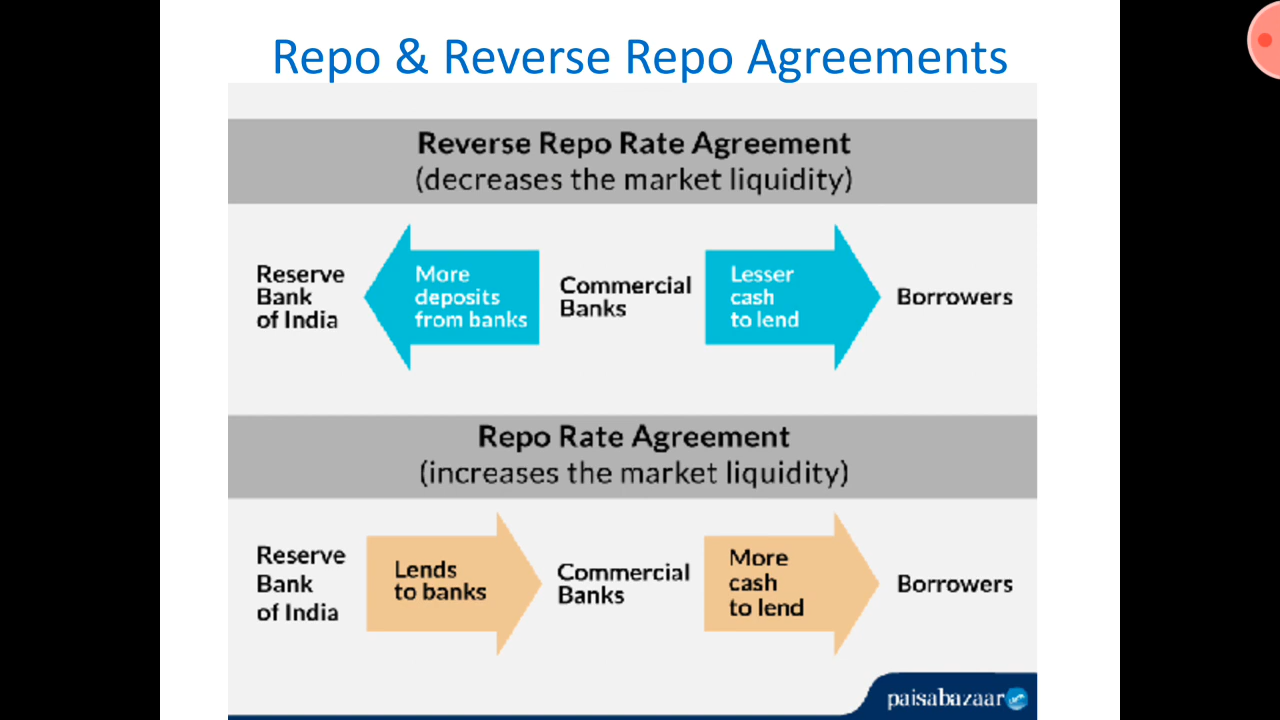 Repo & Reverse Repo Agreements
Reverse Repo Rate Agreement
(decreases the market liquidity)
Reserve
Bank
of India
More
deposits
from banks
Commercial
Banks
Lesser
cash
to lend
Borrowers
Repo Rate Agreement
(increases the market liquidity)
Reserve
Bank
of India
Lends
to banks
Commercial
Banks
More
cash
to lend
Borrowers
paisabazaar